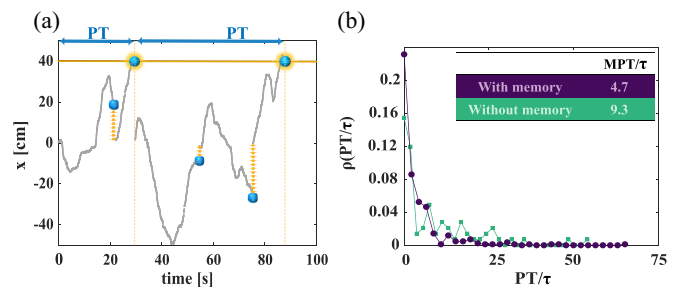 (a)
PT PT
40
20
0
-20
-40
x [cm]
0 20 40 60 80 100
time [s]
(b)
MPT/τ
With memory 4.7
Without memory 9.3
0.2
0.16
0.12
0.08
0.04
0
ρ(PT/τ)
0 25 50 75
PT/τ